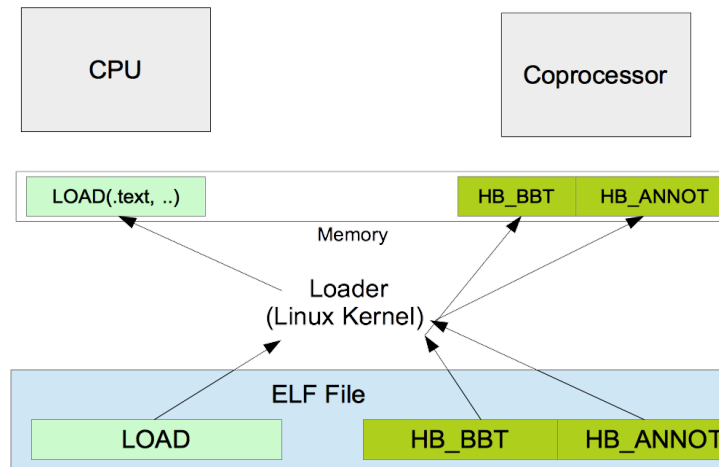 CPU
Coprocessor
LOAD(.text, ..)
HB_BBT
HB_ANNOT
Memory
Loader
(Linux Kernel)
ELF File
LOAD
HB_BBT
HB_ANNOT